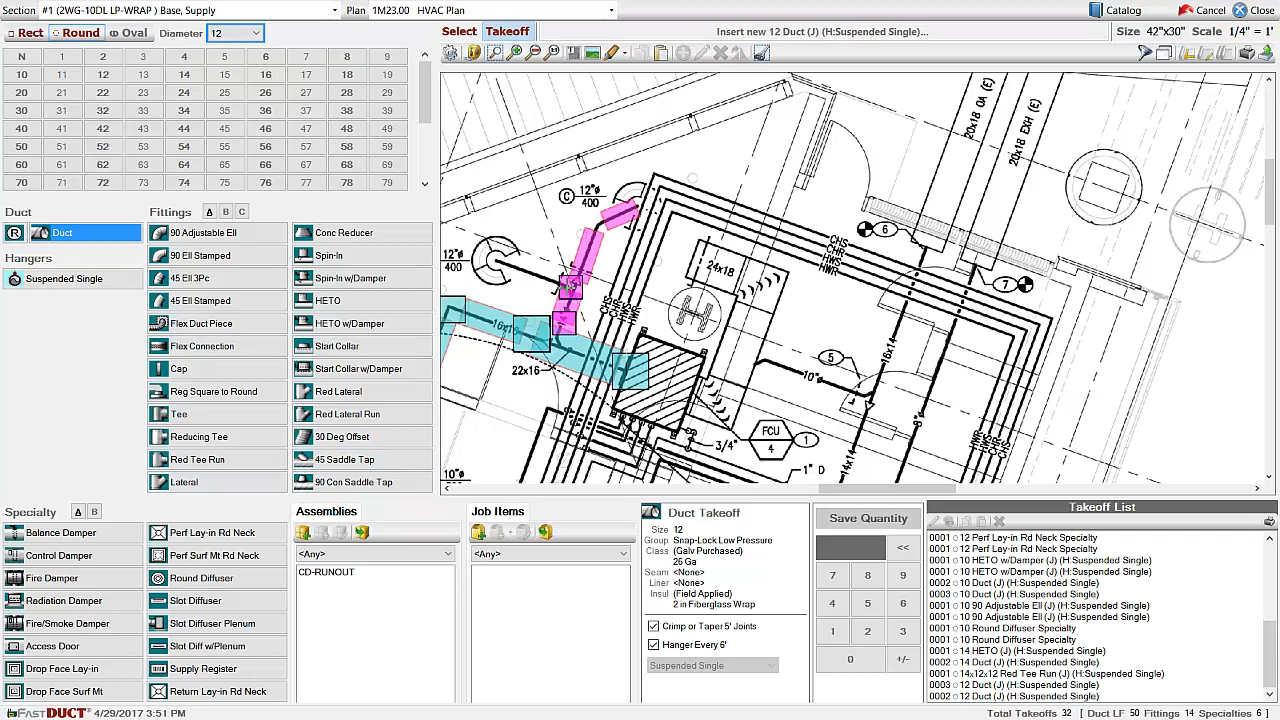 Section #1 (2WG-10DL LP-WRAP ) Base, Supply Plan 1M23.00 HVAC Plan Catalog Cancel Close
Rect Round Oval Diameter 12 Select Takeoff Insert new 12 Duct (J) (H:Suspended Single)... Size 42"x30" Scale 1/4" = 1'
N 1 2 3 4 5 6 7 8 9
10 11 12 13 14 15 16 17 18 19
20 21 22 23 24 25 26 27 28 29
30 31 32 33 34 35 36 37 38 39
40 41 42 43 44 45 46 47 48 49
50 51 52 53 54 55 56 57 58 59
60 61 62 63 64 65 66 67 68 69
70 71 72 73 74 75 76 77 78 79
Duct Fittings A B C
R Duct 90 Adjustable Ell Conc Reducer
Hangers 90 Ell Stamped Spin-In
Suspended Single 45 Ell 3Pc Spin-In w/Damper
45 Ell Stamped HETO
Flex Duct Piece HETO w/Damper
Flex Connection Start Collar
Cap Start Collar w/Damper
Reg Square to Round Red Lateral
Tee Red Lateral Run
Reducing Tee 30 Deg Offset
Red Tee Run 45 Saddle Tap
Lateral 90 Con Saddle Tap
20x18 OA (E)
20x18 EXH (E)
C 12"ø
400
12"ø
400
CHS
CHR
HWR
HWS
6
7
24x18
5
10"ø
16x14
8"ø
14x14
22x16
FCU
4
1
3/4"
1" D
10"ø
Specialty A B
Balance Damper Perf Lay-in Rd Neck
Control Damper Perf Surf Mt Rd Neck
Fire Damper Round Diffuser
Radiation Damper Slot Diffuser
Fire/Smoke Damper Slot Diffuser Plenum
Access Door Slot Diff w/Plenum
Drop Face Lay-in Supply Register
Drop Face Surf Mt Return Lay-in Rd Neck
Assemblies
<Any>
CD-RUNOUT
Job Items
<Any>
Duct Takeoff
Size 12
Group Snap-Lock Low Pressure
Class (Galv Purchased)
26 Ga
Seam <None>
Liner <None>
Insul (Field Applied)
2 in Fiberglass Wrap
Crimp or Taper 5' Joints
Hanger Every 6'
Suspended Single
Save Quantity
<<
7 8 9
4 5 6
1 2 3
0 +/-
Takeoff List
0001 ○ 12 Perf Lay-in Rd Neck Specialty
0001 ○ 12 Perf Lay-in Rd Neck Specialty
0001 ○ 10 HETO w/Damper (J) (H:Suspended Single)
0001 ○ 10 HETO w/Damper (J) (H:Suspended Single)
0002 ○ 10 Duct (J) (H:Suspended Single)
0003 ○ 10 Duct (J) (H:Suspended Single)
0001 ○ 10 90 Adjustable Ell (J) (H:Suspended Single)
0001 ○ 10 90 Adjustable Ell (J) (H:Suspended Single)
0001 ○ 10 Round Diffuser Specialty
0001 ○ 10 Round Diffuser Specialty
0001 ○ 14 HETO (J) (H:Suspended Single)
0002 ○ 14 Duct (J) (H:Suspended Single)
0001 ○ 14x12x12 Red Tee Run (J) (H:Suspended Single)
0003 ○ 12 Duct (J) (H:Suspended Single)
0002 ○ 12 Duct (J) (H:Suspended Single)
FASTDUCT 4/29/2017 3:51 PM Total Takeoffs 32 [ Duct LF 50 Fittings 14 Specialties 6 ]